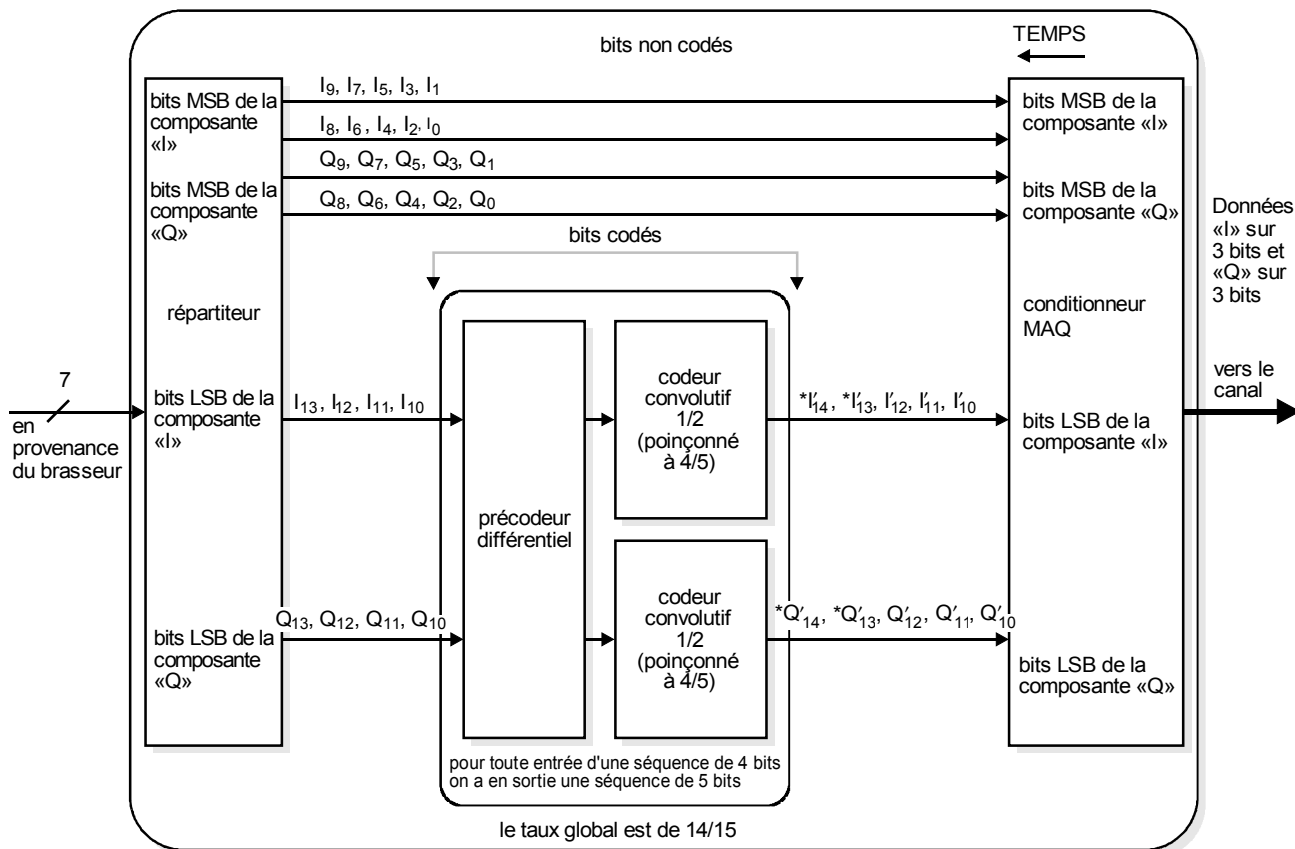 bits non codés
TEMPS
bits MSB de la
composante
«I»
I9, I7, I5, I3, I1
I8, I6, I4, I2, I0
bits MSB de la
composante «I»
bits MSB de la
composante
«Q»
Q9, Q7, Q5, Q3, Q1
Q8, Q6, Q4, Q2, Q0
bits MSB de la
composante «Q»
Données
«I» sur
3 bits et
«Q» sur
3 bits
bits codés
répartiteur
conditionneur
MAQ
7
en
provenance
du brasseur
bits LSB de la
composante
«I»
I13, I12, I11, I10
précodeur
différentiel
codeur
convolutif
1/2
(poinçonné
à 4/5)
*I'14, *I'13, I'12, I'11, I'10
bits LSB de la
composante «I»
vers le
canal
bits LSB de la
composante
«Q»
Q13, Q12, Q11, Q10
codeur
convolutif
1/2
(poinçonné
à 4/5)
*Q'14, *Q'13, Q'12, Q'11, Q'10
bits LSB de la
composante «Q»
pour toute entrée d'une séquence de 4 bits
on a en sortie une séquence de 5 bits
le taux global est de 14/15